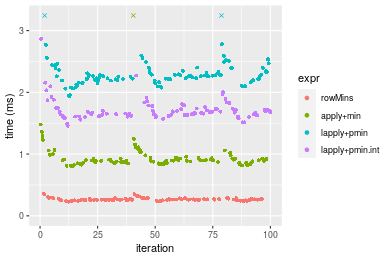 3
2
1
0
time (ms)
0
25
50
75
100
iteration
expr
rowMins
apply+min
lapply+pmin
lapply+pmin.int